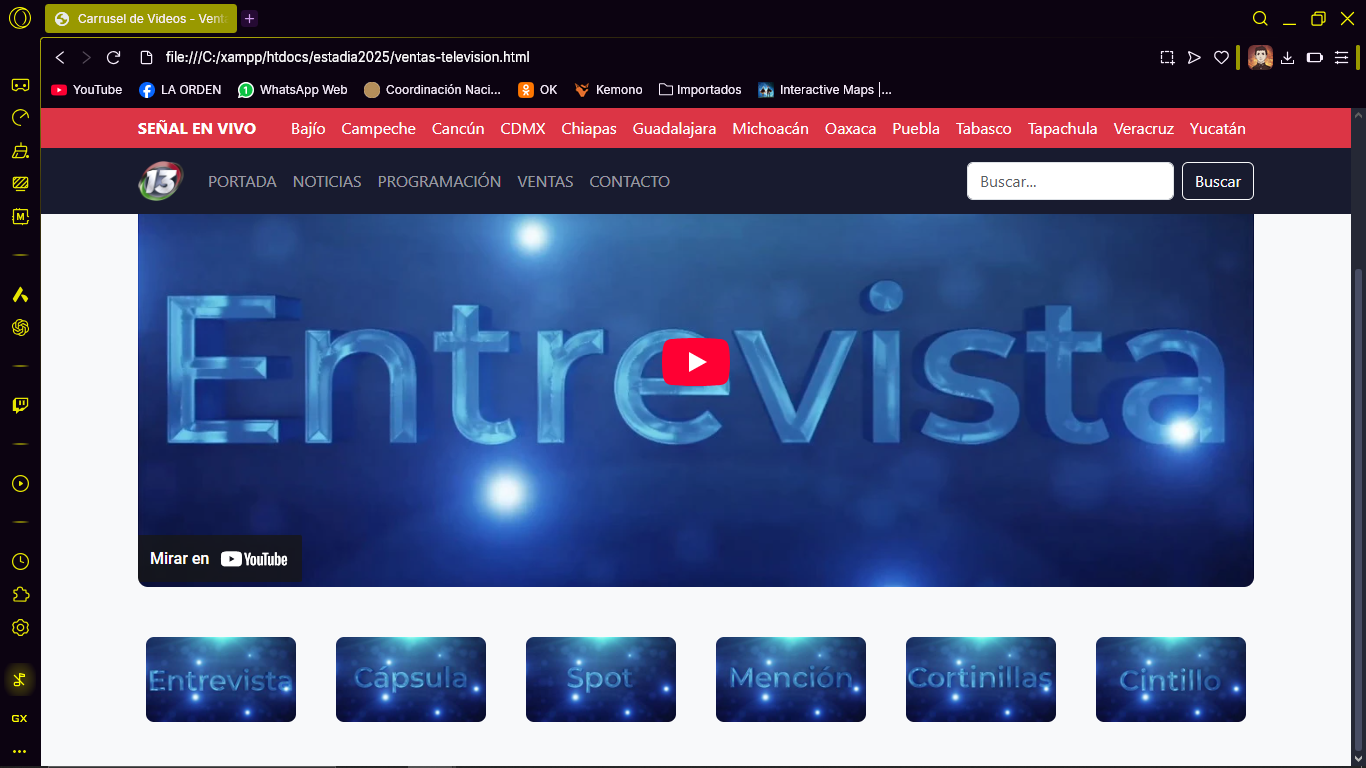 Carrusel de Videos - Vent
file:///C:/xampp/htdocs/estadia2025/ventas-television.html
YouTube LA ORDEN WhatsApp Web Coordinación Naci... OK Kemono Importados Interactive Maps |...
SEÑAL EN VIVO Bajío Campeche Cancún CDMX Chiapas Guadalajara Michoacán Oaxaca Puebla Tabasco Tapachula Veracruz Yucatán
13 PORTADA NOTICIAS PROGRAMACIÓN VENTAS CONTACTO Buscar... Buscar
Entrevista
Mirar en YouTube
Entrevista Cápsula Spot Mención Cortinillas Cintillo
M
GX